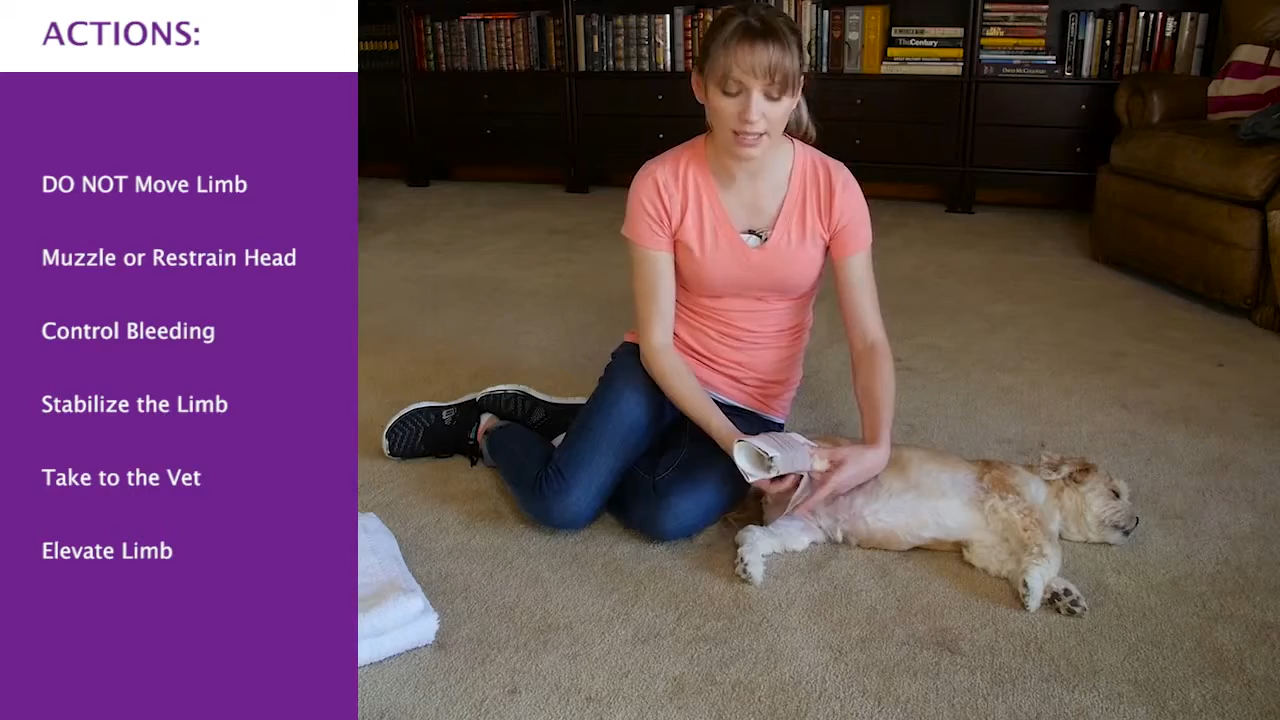 ACTIONS:
DO NOT Move Limb
Muzzle or Restrain Head
Control Bleeding
Stabilize the Limb
Take to the Vet
Elevate Limb
TheCentury